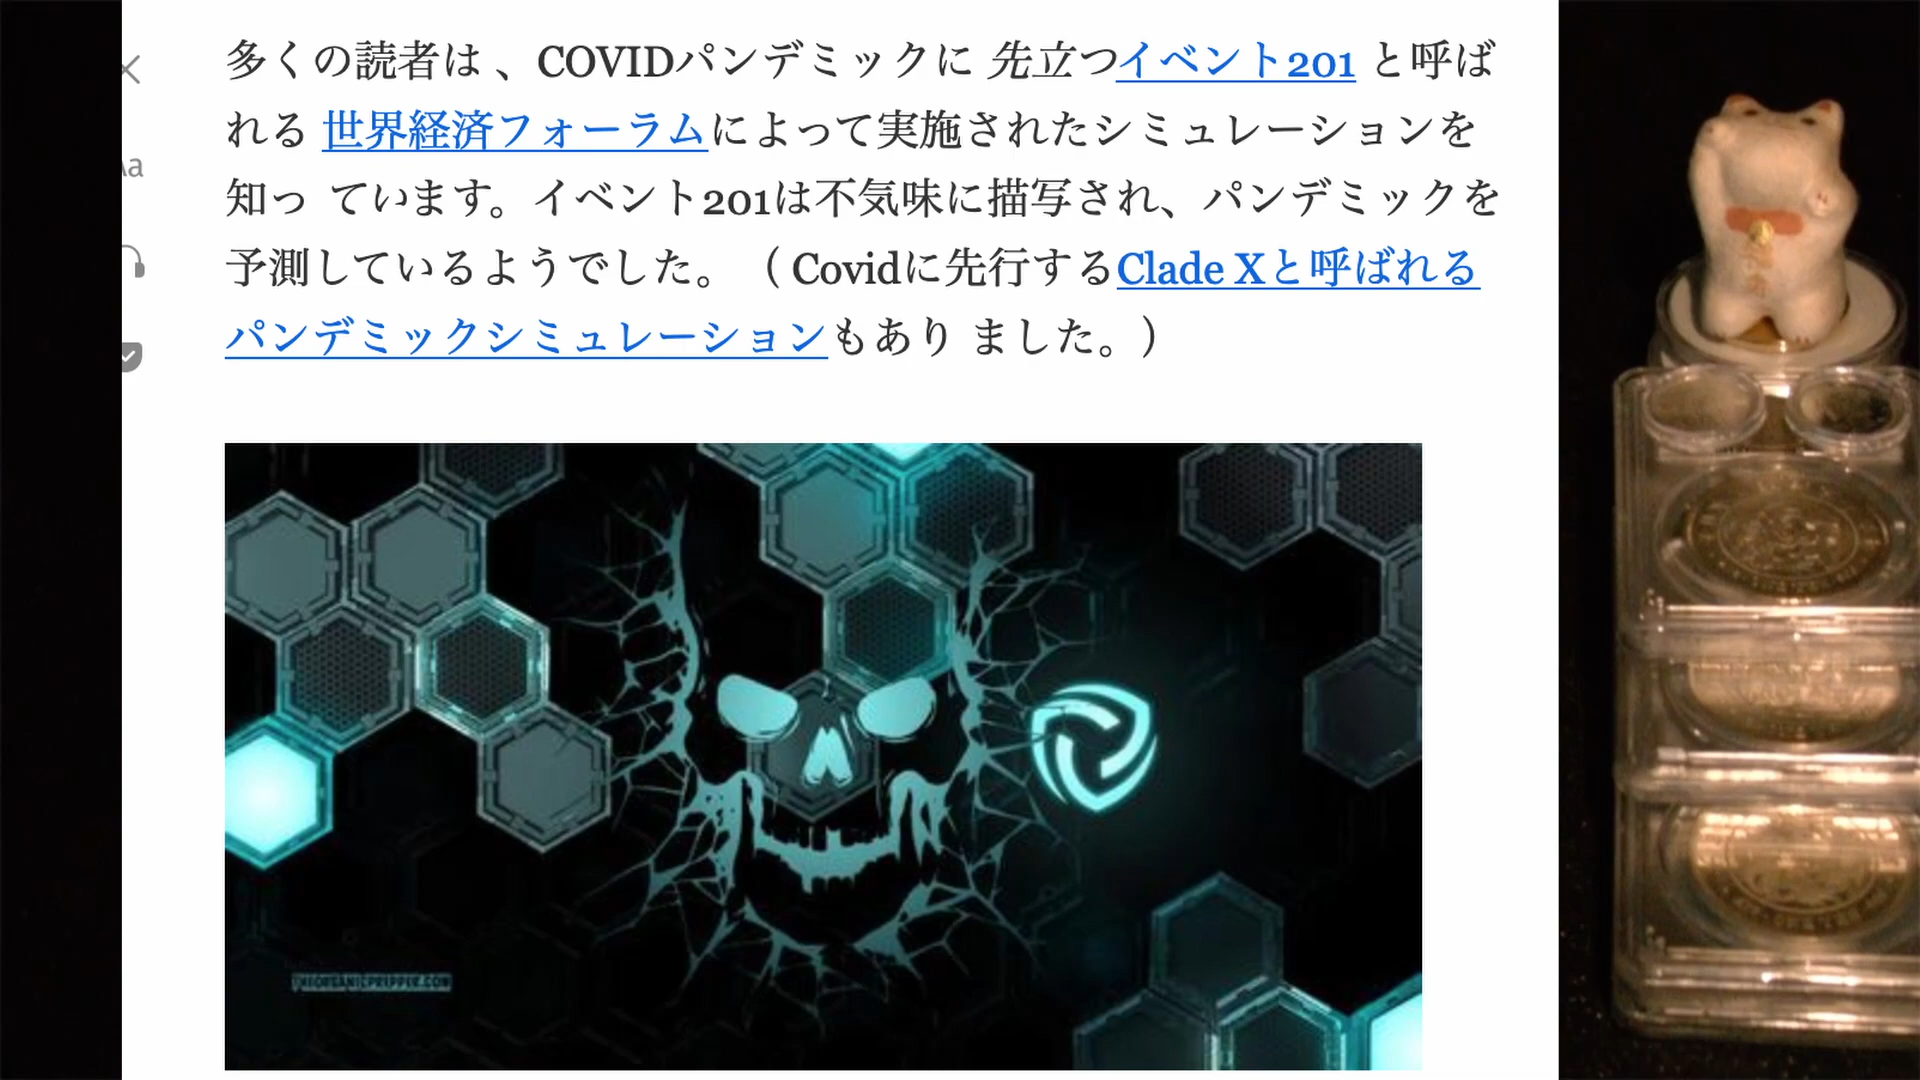 多くの読者は 、COVIDパンデミックに 先立つイベント201 と呼ば
れる 世界経済フォーラムによって実施されたシミュレーションを
知っ ています。イベント201は不気味に描写され、パンデミックを
予測しているようでした。（ Covidに先行するClade Xと呼ばれる
パンデミックシミュレーションもあり ました。）
Aa
THEORGANICPREPPER.COM